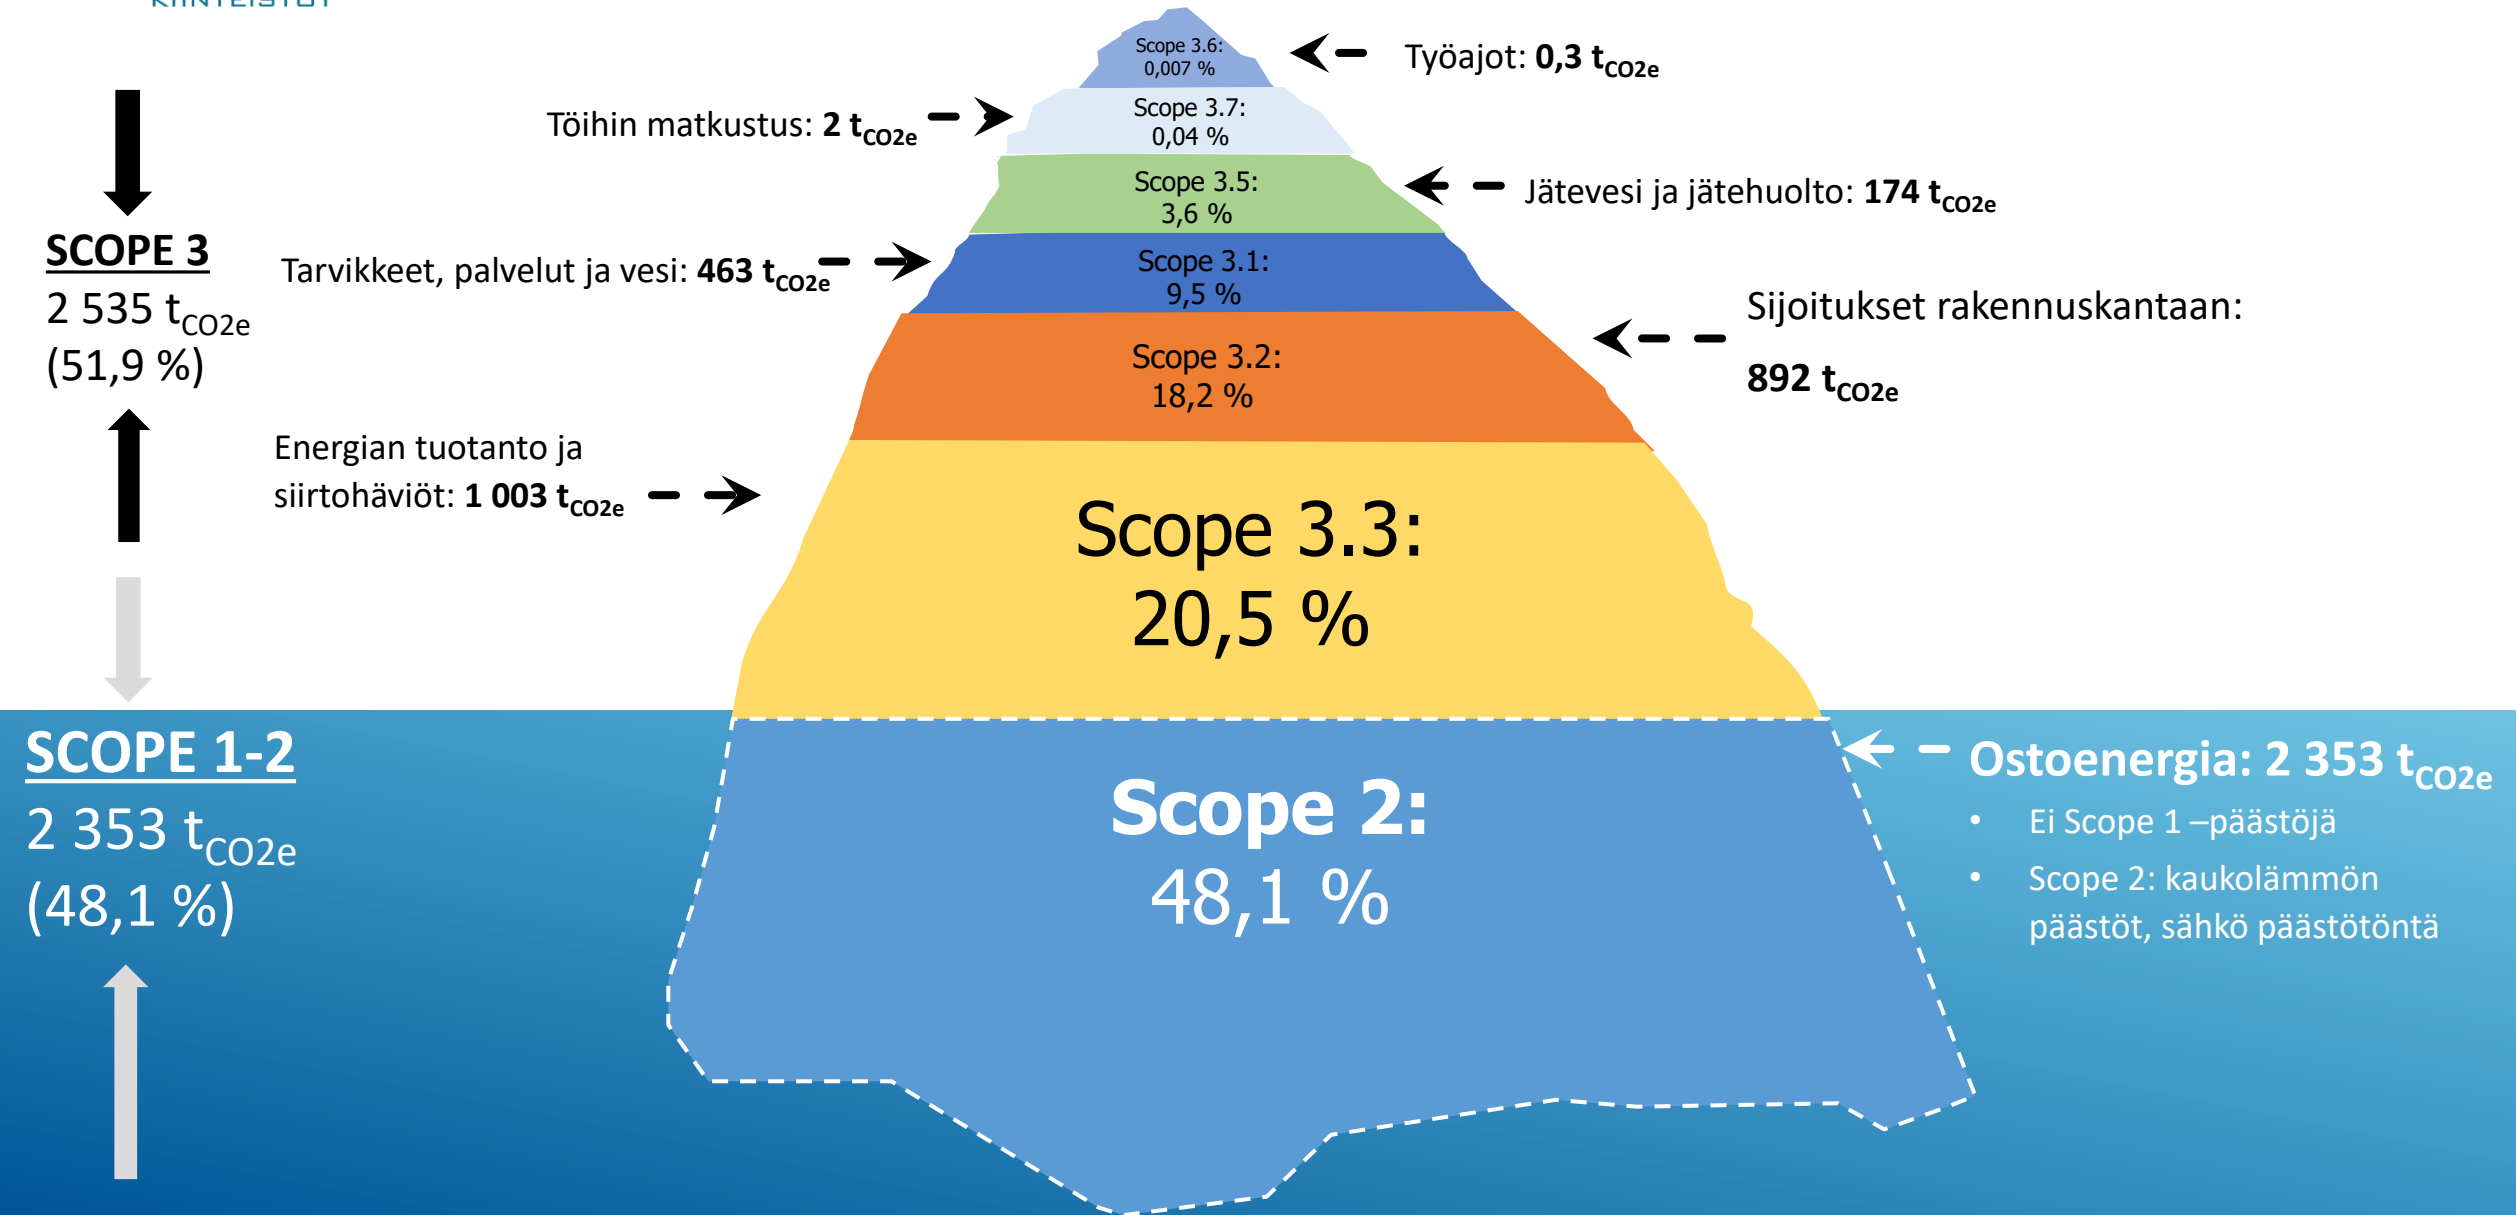 KIINTEISTÖT
Scope 3.6:
0,007 %
Työajot: 0,3 tCO2e
Töihin matkustus: 2 tCO2e
Scope 3.7:
0,04 %
Scope 3.5:
3,6 %
Jätevesi ja jätehuolto: 174 tCO2e
SCOPE 3
2 535 tCO2e
(51,9 %)
Tarvikkeet, palvelut ja vesi: 463 tCO2e
Scope 3.1:
9,5 %
Sijoitukset rakennuskantaan:
892 tCO2e
Scope 3.2:
18,2 %
Energian tuotanto ja
siirtohäviöt: 1 003 tCO2e
Scope 3.3:
20,5 %
SCOPE 1-2
2 353 tCO2e
(48,1 %)
Scope 2:
48,1 %
Ostoenergia: 2 353 tCO2e
• Ei Scope 1 –päästöjä
• Scope 2: kaukolämmön
päästöt, sähkö päästötöntä